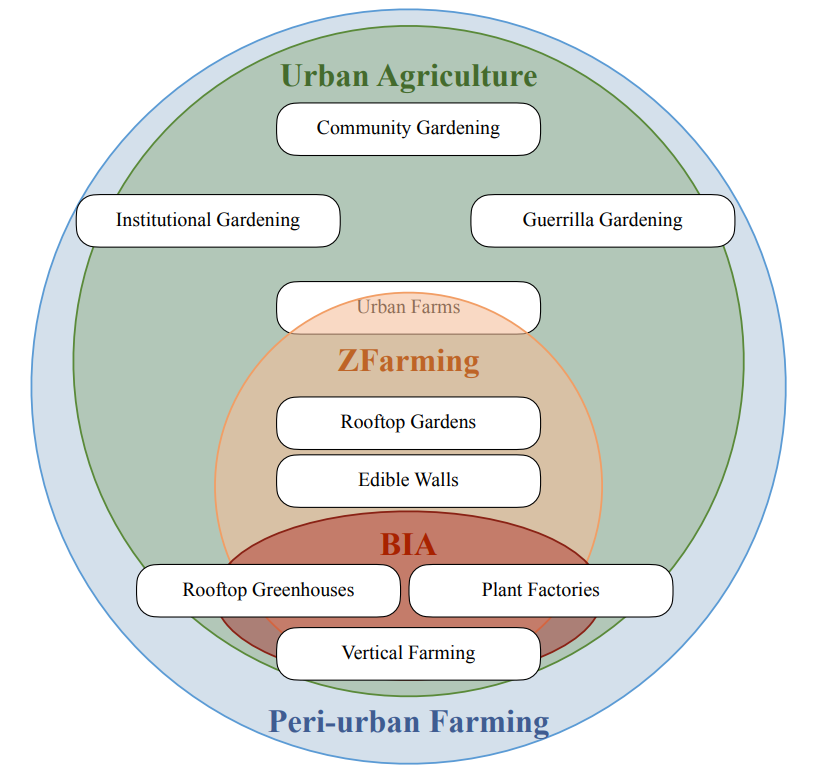 Urban Agriculture
Community Gardening
Institutional Gardening
Guerrilla Gardening
Urban Farms
ZFarming
Rooftop Gardens
Edible Walls
BIA
Rooftop Greenhouses
Plant Factories
Vertical Farming
Peri-urban Farming